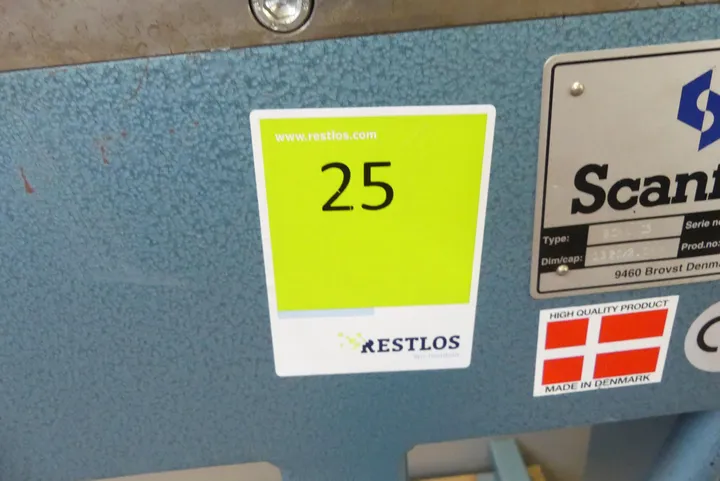 www.restlos.com
25
RESTLOS
Scan
Type:
Serie
Dim/cap:
Prod.no:
9460 Brovst
HIGH QUALITY PRODUCT
MADE IN DENMARK